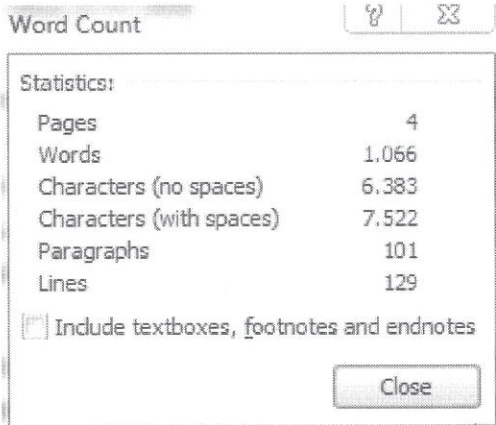 Word Count
Statistics:
Pages 4
Words 1.066
Characters (no spaces) 6.383
Characters (with spaces) 7.522
Paragraphs 101
Lines 129
Include textboxes, footnotes and endnotes
Close